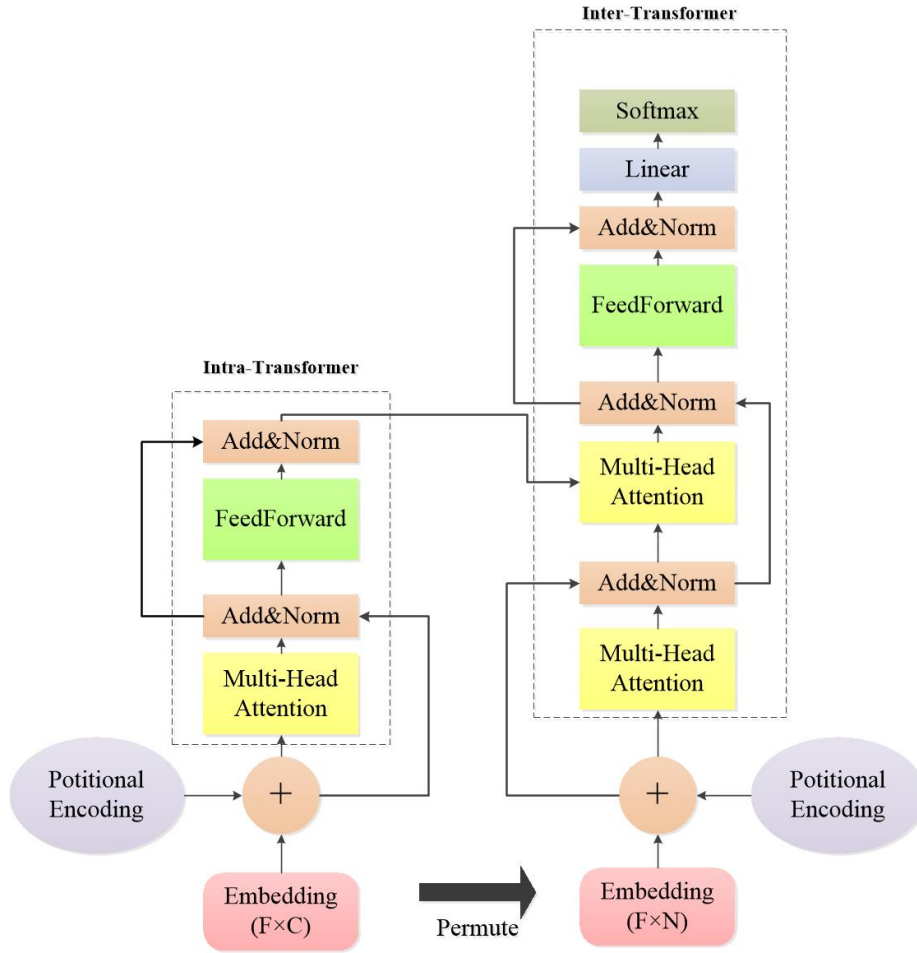 Inter-Transformer
Softmax
Linear
Add&Norm
FeedForward
Add&Norm
Multi-Head
Attention
Add&Norm
Multi-Head
Attention
Intra-Transformer
Add&Norm
FeedForward
Add&Norm
Multi-Head
Attention
Potitional
Encoding
+
+
Potitional
Encoding
Embedding
(F×C)
Permute
Embedding
(F×N)